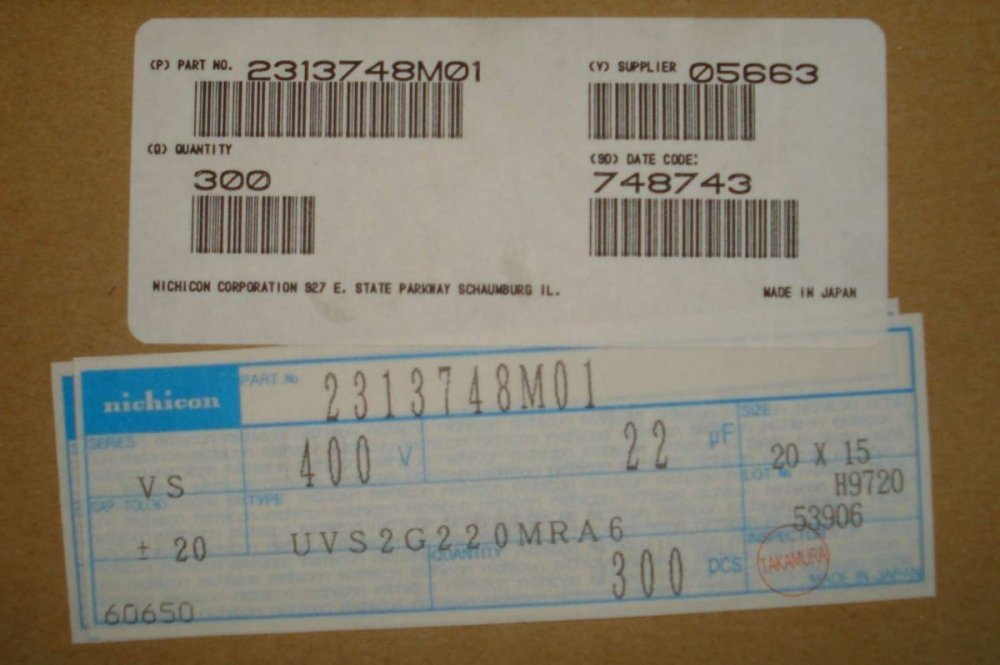 (P) PART NO. 2313748M01
(V) SUPPLIER 05663
(Q) QUANTITY
300
(9D) DATE CODE:
748743
NICHICON CORPORATION 927 E. STATE PARKWAY SCHAUMBURG IL.
MADE IN JAPAN
nichicon
PART.No 2313748M01
SERIES
VS
400 V
22 µF
SIZE
20 X 15
CAP. TOL(%)
± 20
TYPE
UVS2G220MRA6
LOT No
H9720
53906
QUANTITY
300 PCS
INSPECTOR
TAKAMURA
MADE IN JAPAN
60650